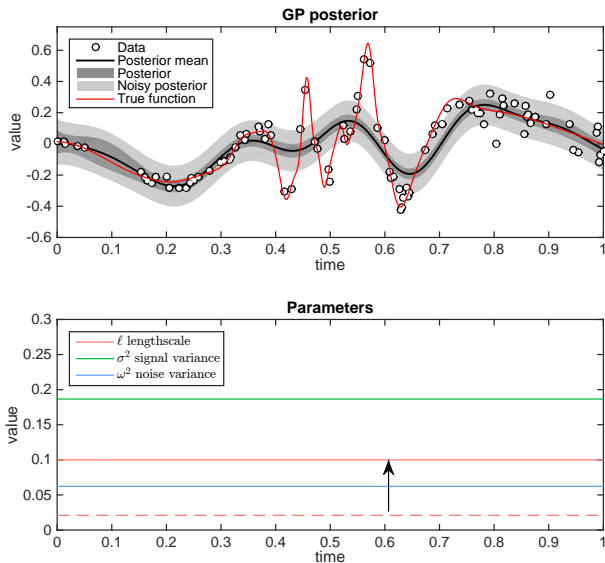 GP posterior
0.6
0.4
0.2
0
-0.2
-0.4
-0.6
value
Data
Posterior mean
Posterior
Noisy posterior
True function
0 0.1 0.2 0.3 0.4 0.5 0.6 0.7 0.8 0.9 1
time
Parameters
0.3
0.25
0.2
0.15
0.1
0.05
0
value
ℓ lengthscale
σ² signal variance
ω² noise variance
0 0.1 0.2 0.3 0.4 0.5 0.6 0.7 0.8 0.9 1
time